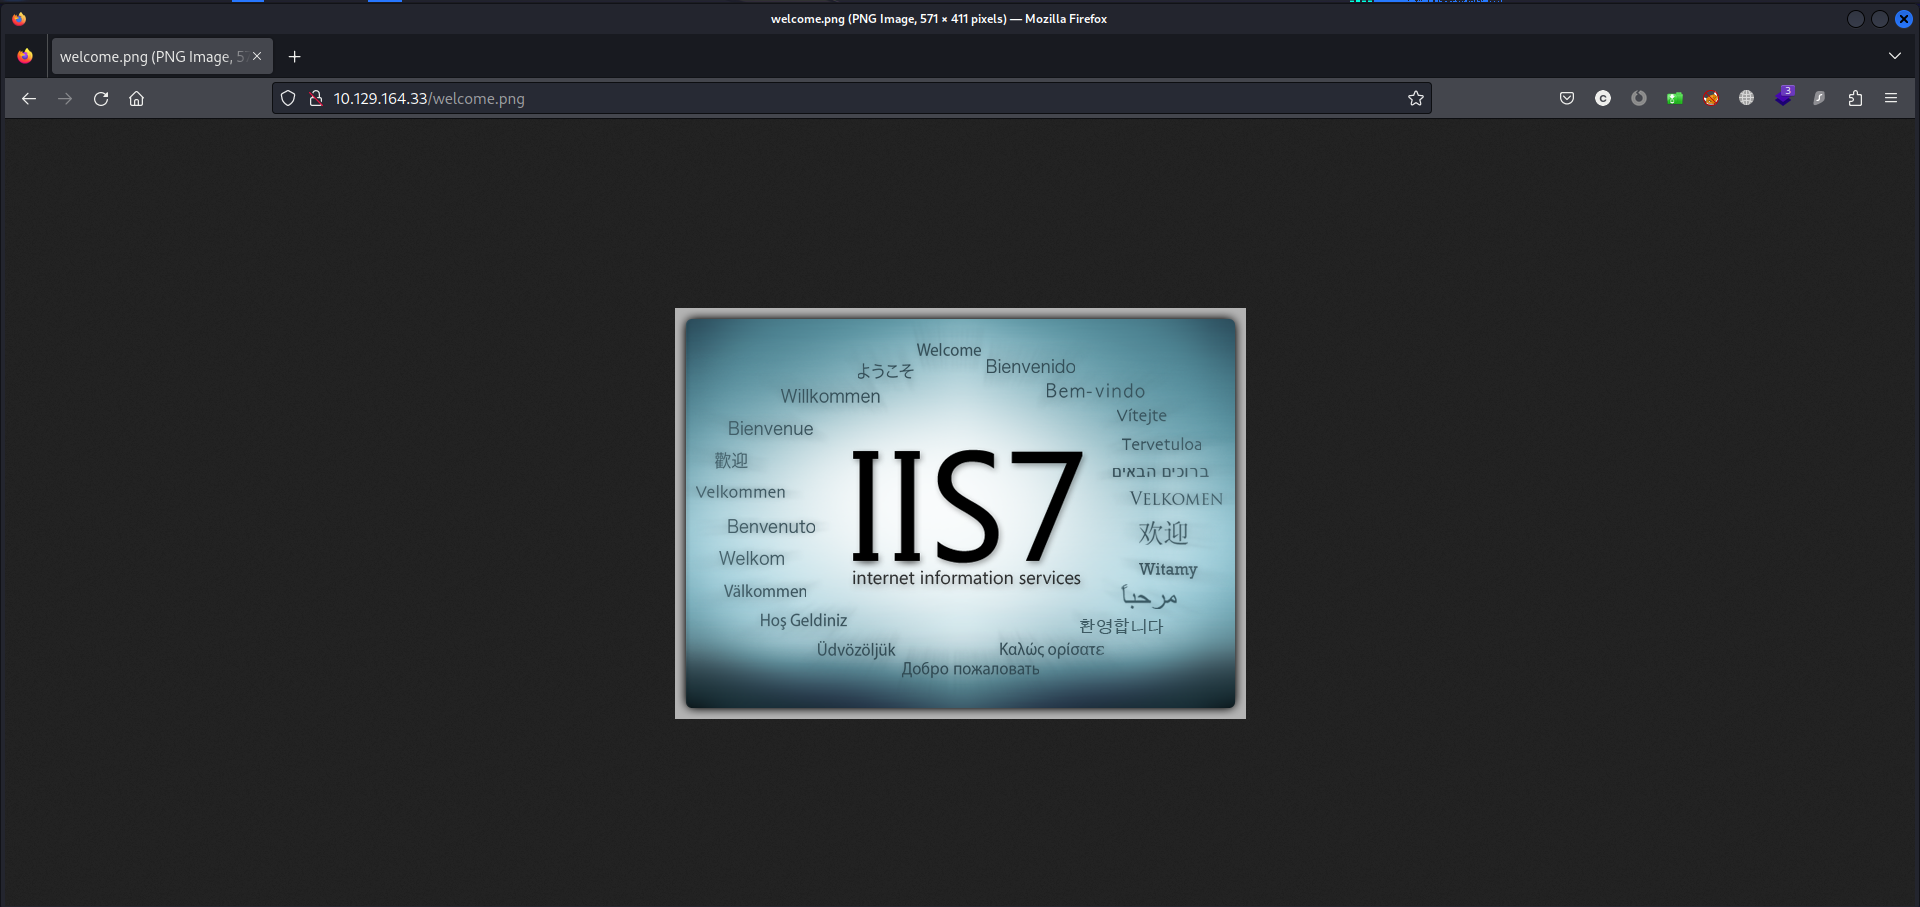 welcome.png (PNG Image, 571 × 411 pixels) — Mozilla Firefox
welcome.png (PNG Image, 57
10.129.164.33/welcome.png
3
Welcome
ようこそ
Bienvenido
Willkommen
Bem-vindo
Bienvenue
Vítejte
歡迎
Tervetuloa
ברוכים הבאים
Velkommen
VELKOMEN
Benvenuto
欢迎
Welkom
Witamy
Välkommen
مرحباً
Hoş Geldiniz
환영합니다
Üdvözöljük
Καλώς ορίσατε
Добро пожаловать
IIS7
internet information services